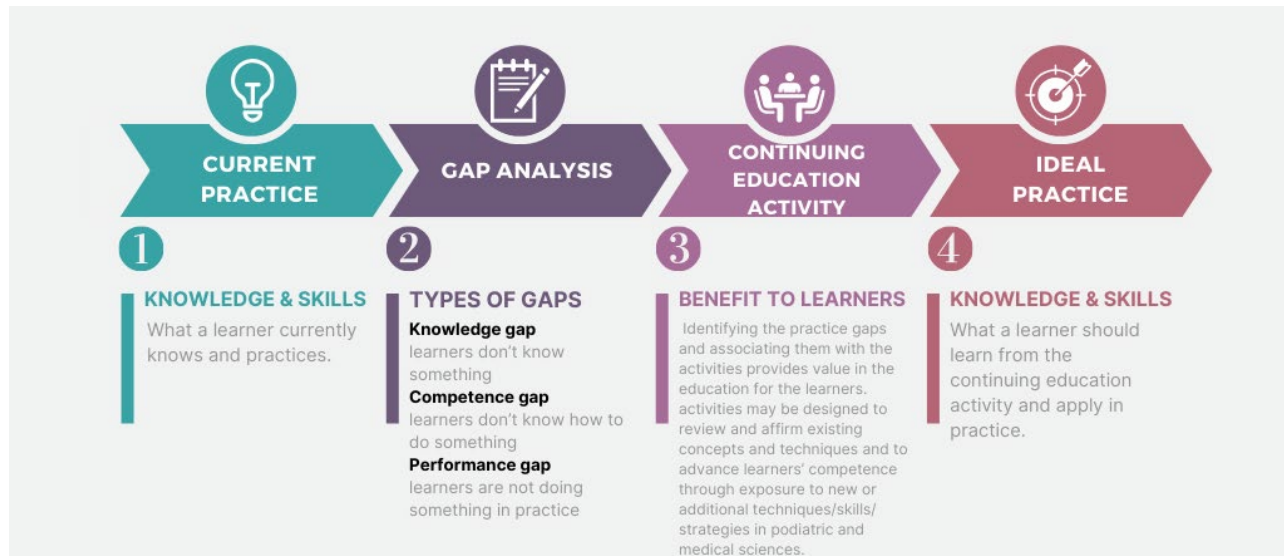 CURRENT
PRACTICE
GAP ANALYSIS
CONTINUING
EDUCATION
ACTIVITY
IDEAL
PRACTICE
1
KNOWLEDGE & SKILLS
What a learner currently
knows and practices.
2
TYPES OF GAPS
Knowledge gap
learners don't know
something
Competence gap
learners don't know how to
do something
Performance gap
learners are not doing
something in practice
3
BENEFIT TO LEARNERS
Identifying the practice gaps
and associating them with the
activities provides value in the
education for the learners.
activities may be designed to
review and affirm existing
concepts and techniques and to
advance learners' competence
through exposure to new or
additional techniques/skills/
strategies in podiatric and
medical sciences.
4
KNOWLEDGE & SKILLS
What a learner should
learn from the
continuing education
activity and apply in
practice.